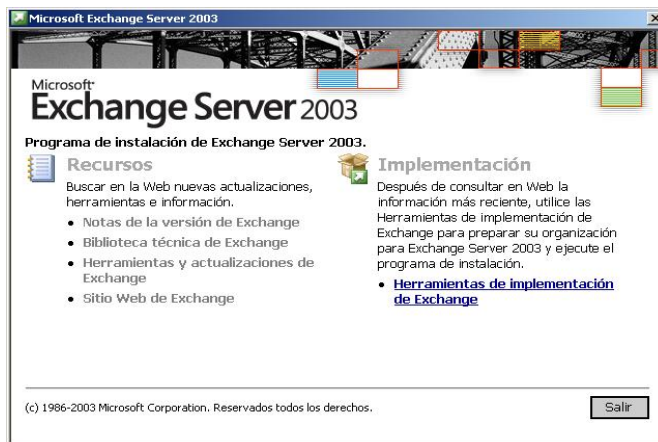 Microsoft Exchange Server 2003
Microsoft
Exchange Server 2003
Programa de instalación de Exchange Server 2003.
Recursos
Buscar en la Web nuevas actualizaciones,
herramientas e información.
• Notas de la versión de Exchange
• Biblioteca técnica de Exchange
• Herramientas y actualizaciones de
Exchange
• Sitio Web de Exchange
Implementación
Después de consultar en Web la
información más reciente, utilice las
Herramientas de implementación de
Exchange para preparar su organización
para Exchange Server 2003 y ejecute el
programa de instalación.
• Herramientas de implementación
de Exchange
(c) 1986-2003 Microsoft Corporation. Reservados todos los derechos.
Salir